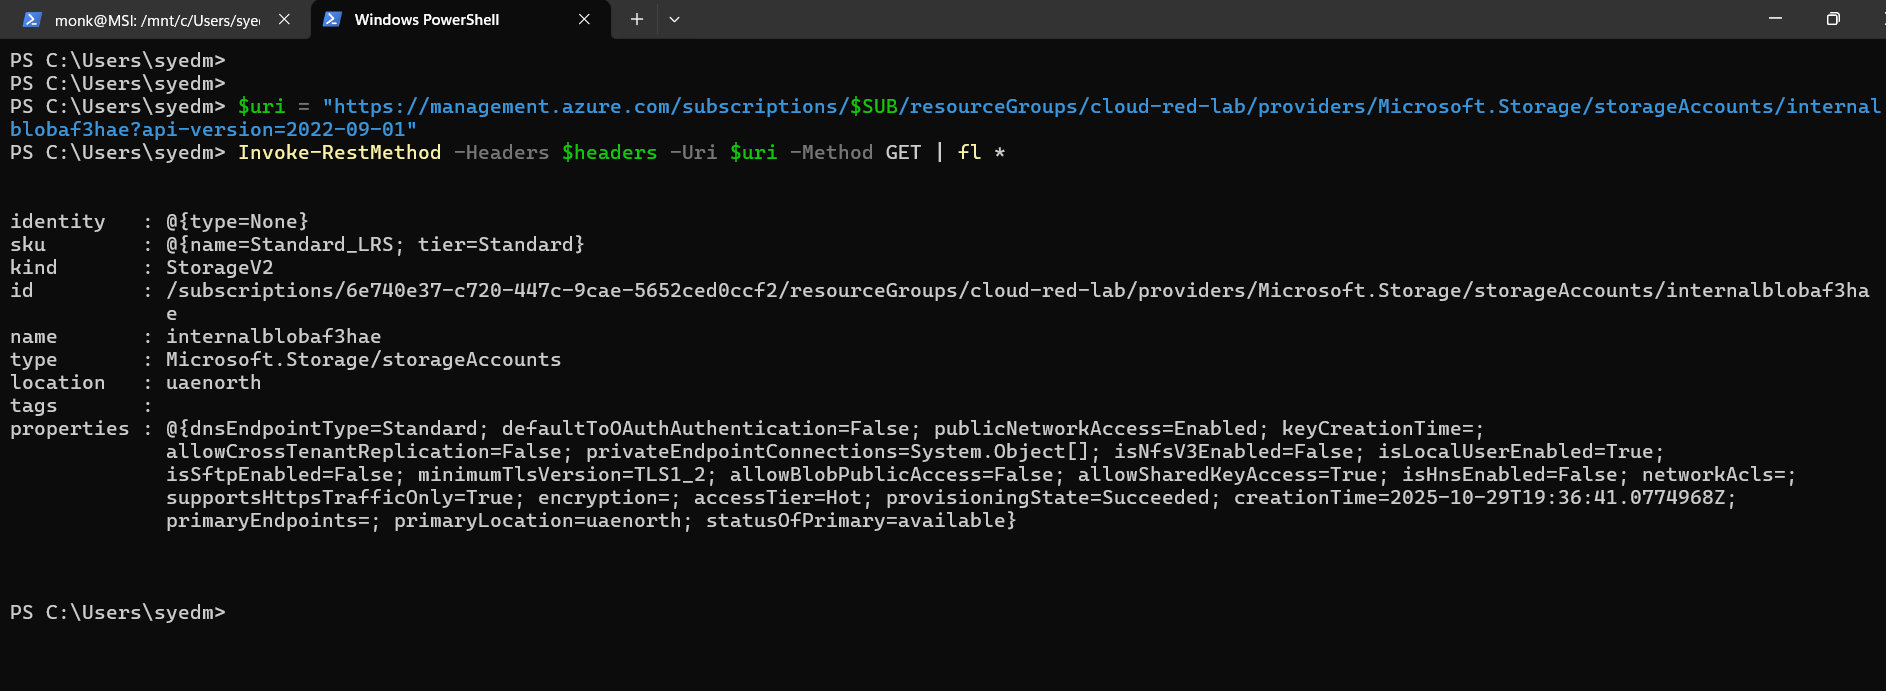 monk@MSI: /mnt/c/Users/sye
Windows PowerShell
PS C:\Users\syedm>
PS C:\Users\syedm>
PS C:\Users\syedm> $uri = "https://management.azure.com/subscriptions/$SUB/resourceGroups/cloud-red-lab/providers/Microsoft.Storage/storageAccounts/internal
blobaf3hae?api-version=2022-09-01"
PS C:\Users\syedm> Invoke-RestMethod -Headers $headers -Uri $uri -Method GET | fl *
identity   : @{type=None}
sku        : @{name=Standard_LRS; tier=Standard}
kind       : StorageV2
id         : /subscriptions/6e740e37-c720-447c-9cae-5652ced0ccf2/resourceGroups/cloud-red-lab/providers/Microsoft.Storage/storageAccounts/internalblobaf3ha
             e
name       : internalblobaf3hae
type       : Microsoft.Storage/storageAccounts
location   : uaenorth
tags       :
properties : @{dnsEndpointType=Standard; defaultToOAuthAuthentication=False; publicNetworkAccess=Enabled; keyCreationTime=;
             allowCrossTenantReplication=False; privateEndpointConnections=System.Object[]; isNfsV3Enabled=False; isLocalUserEnabled=True;
             isSftpEnabled=False; minimumTlsVersion=TLS1_2; allowBlobPublicAccess=False; allowSharedKeyAccess=True; isHnsEnabled=False; networkAcls=;
             supportsHttpsTrafficOnly=True; encryption=; accessTier=Hot; provisioningState=Succeeded; creationTime=2025-10-29T19:36:41.0774968Z;
             primaryEndpoints=; primaryLocation=uaenorth; statusOfPrimary=available}
PS C:\Users\syedm>